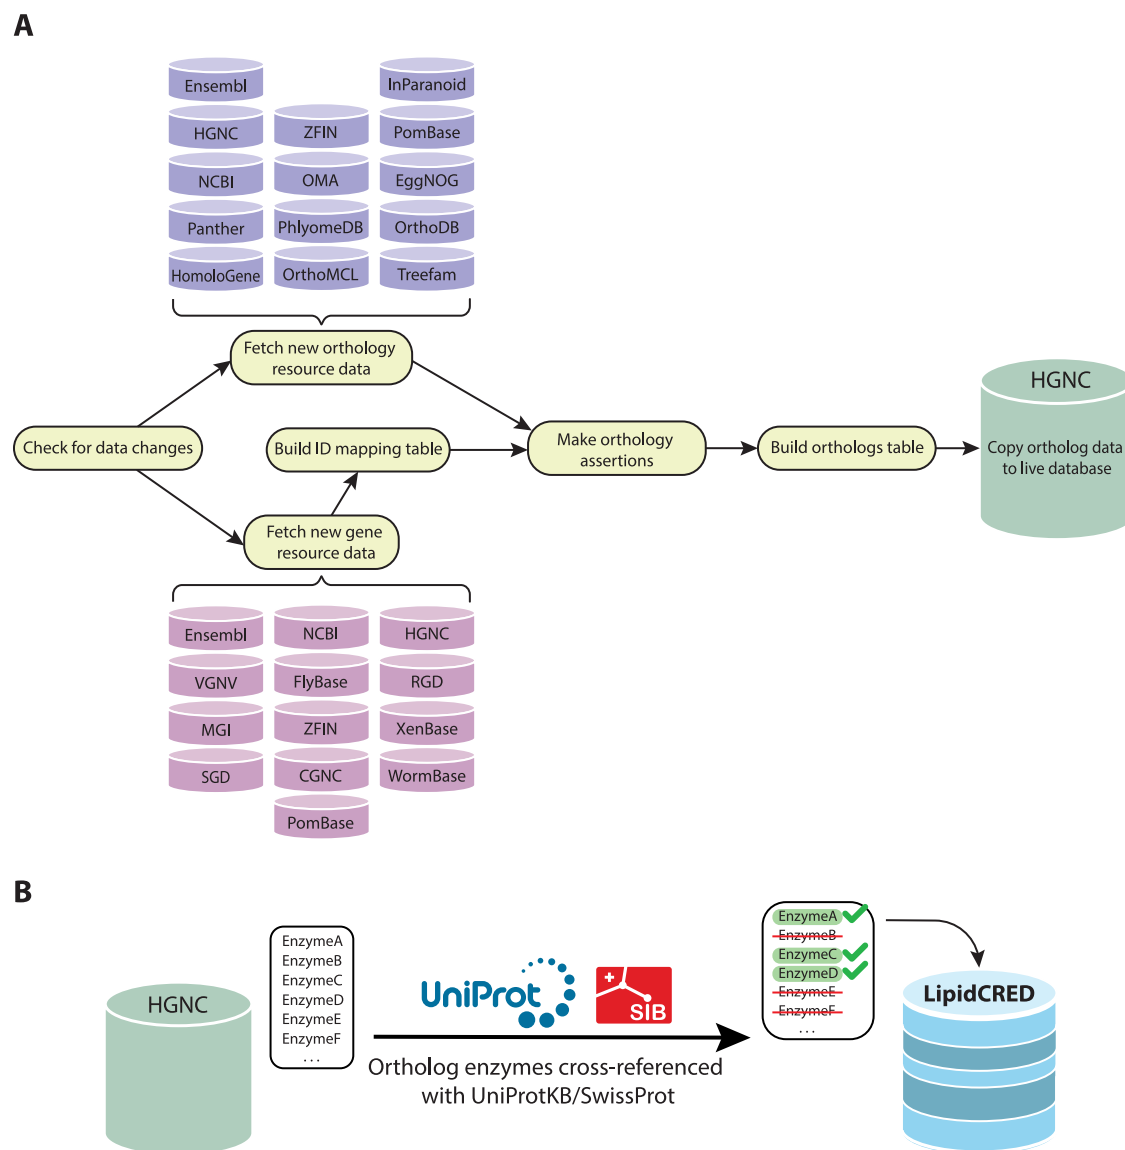 A
Ensembl
InParanoid
HGNC
ZFIN
PomBase
NCBI
OMA
EggNOG
Panther
PhlyomeDB
OrthoDB
HomoloGene
OrthoMCL
Treefam
Fetch new orthology
resource data
Check for data changes
Build ID mapping table
Make orthology
assertions
Build orthologs table
HGNC
Copy ortholog data
to live database
Fetch new gene
resource data
Ensembl
NCBI
HGNC
VGNV
FlyBase
RGD
MGI
ZFIN
XenBase
SGD
CGNC
WormBase
PomBase
B
HGNC
EnzymeA
EnzymeB
EnzymeC
EnzymeD
EnzymeE
EnzymeF
...
UniProt
SIB
Ortholog enzymes cross-referenced
with UniProtKB/SwissProt
EnzymeA
EnzymeB
EnzymeC
EnzymeD
EnzymeE
EnzymeF
...
LipidCRED